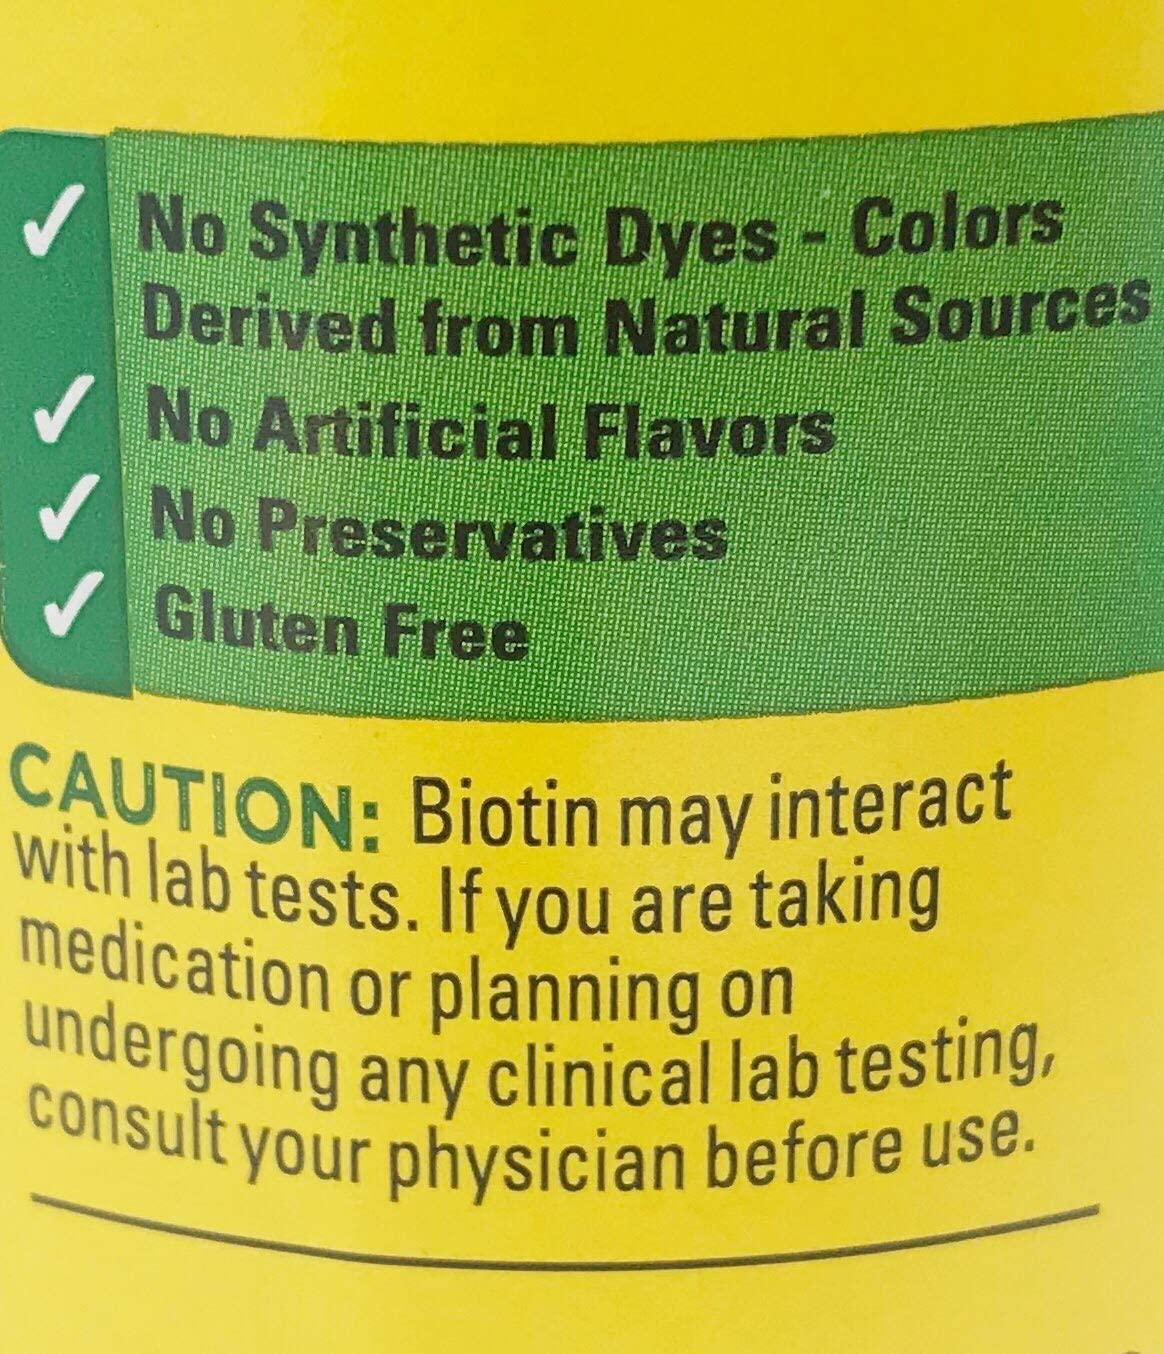 No Synthetic Dyes - Colors
Derived from Natural Sources
No Artificial Flavors
No Preservatives
Gluten Free
CAUTION: Biotin may interact
with lab tests. If you are taking
medication or planning on
undergoing any clinical lab testing,
consult your physician before use.